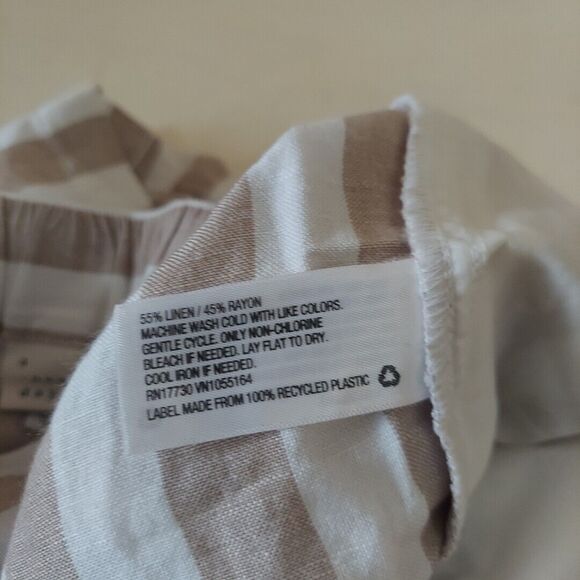 55% LINEN / 45% RAYON
MACHINE WASH COLD WITH LIKE COLORS.
GENTLE CYCLE. ONLY NON-CHLORINE
BLEACH IF NEEDED. LAY FLAT TO DRY.
COOL IRON IF NEEDED.
RN17730 VN1055164
LABEL MADE FROM 100% RECYCLED PLASTIC